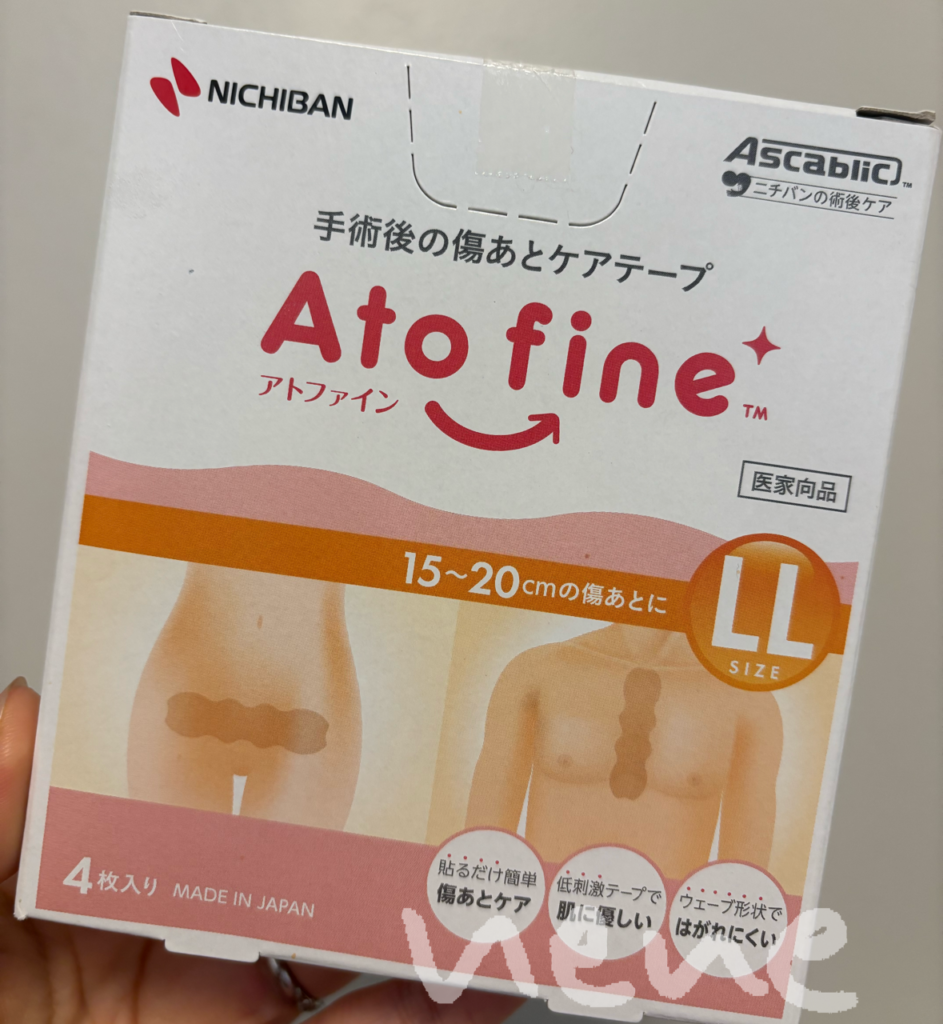 NICHIBAN
Ascablic™
ニチバンの術後ケア
手術後の傷あとケアテープ
Ato fine™
アトファイン
医家向品
15～20cmの傷あとに
LL
SIZE
4枚入り MADE IN JAPAN
貼るだけ簡単
傷あとケア
低刺激テープで
肌に優しい
ウェーブ形状で
はがれにくい
nene